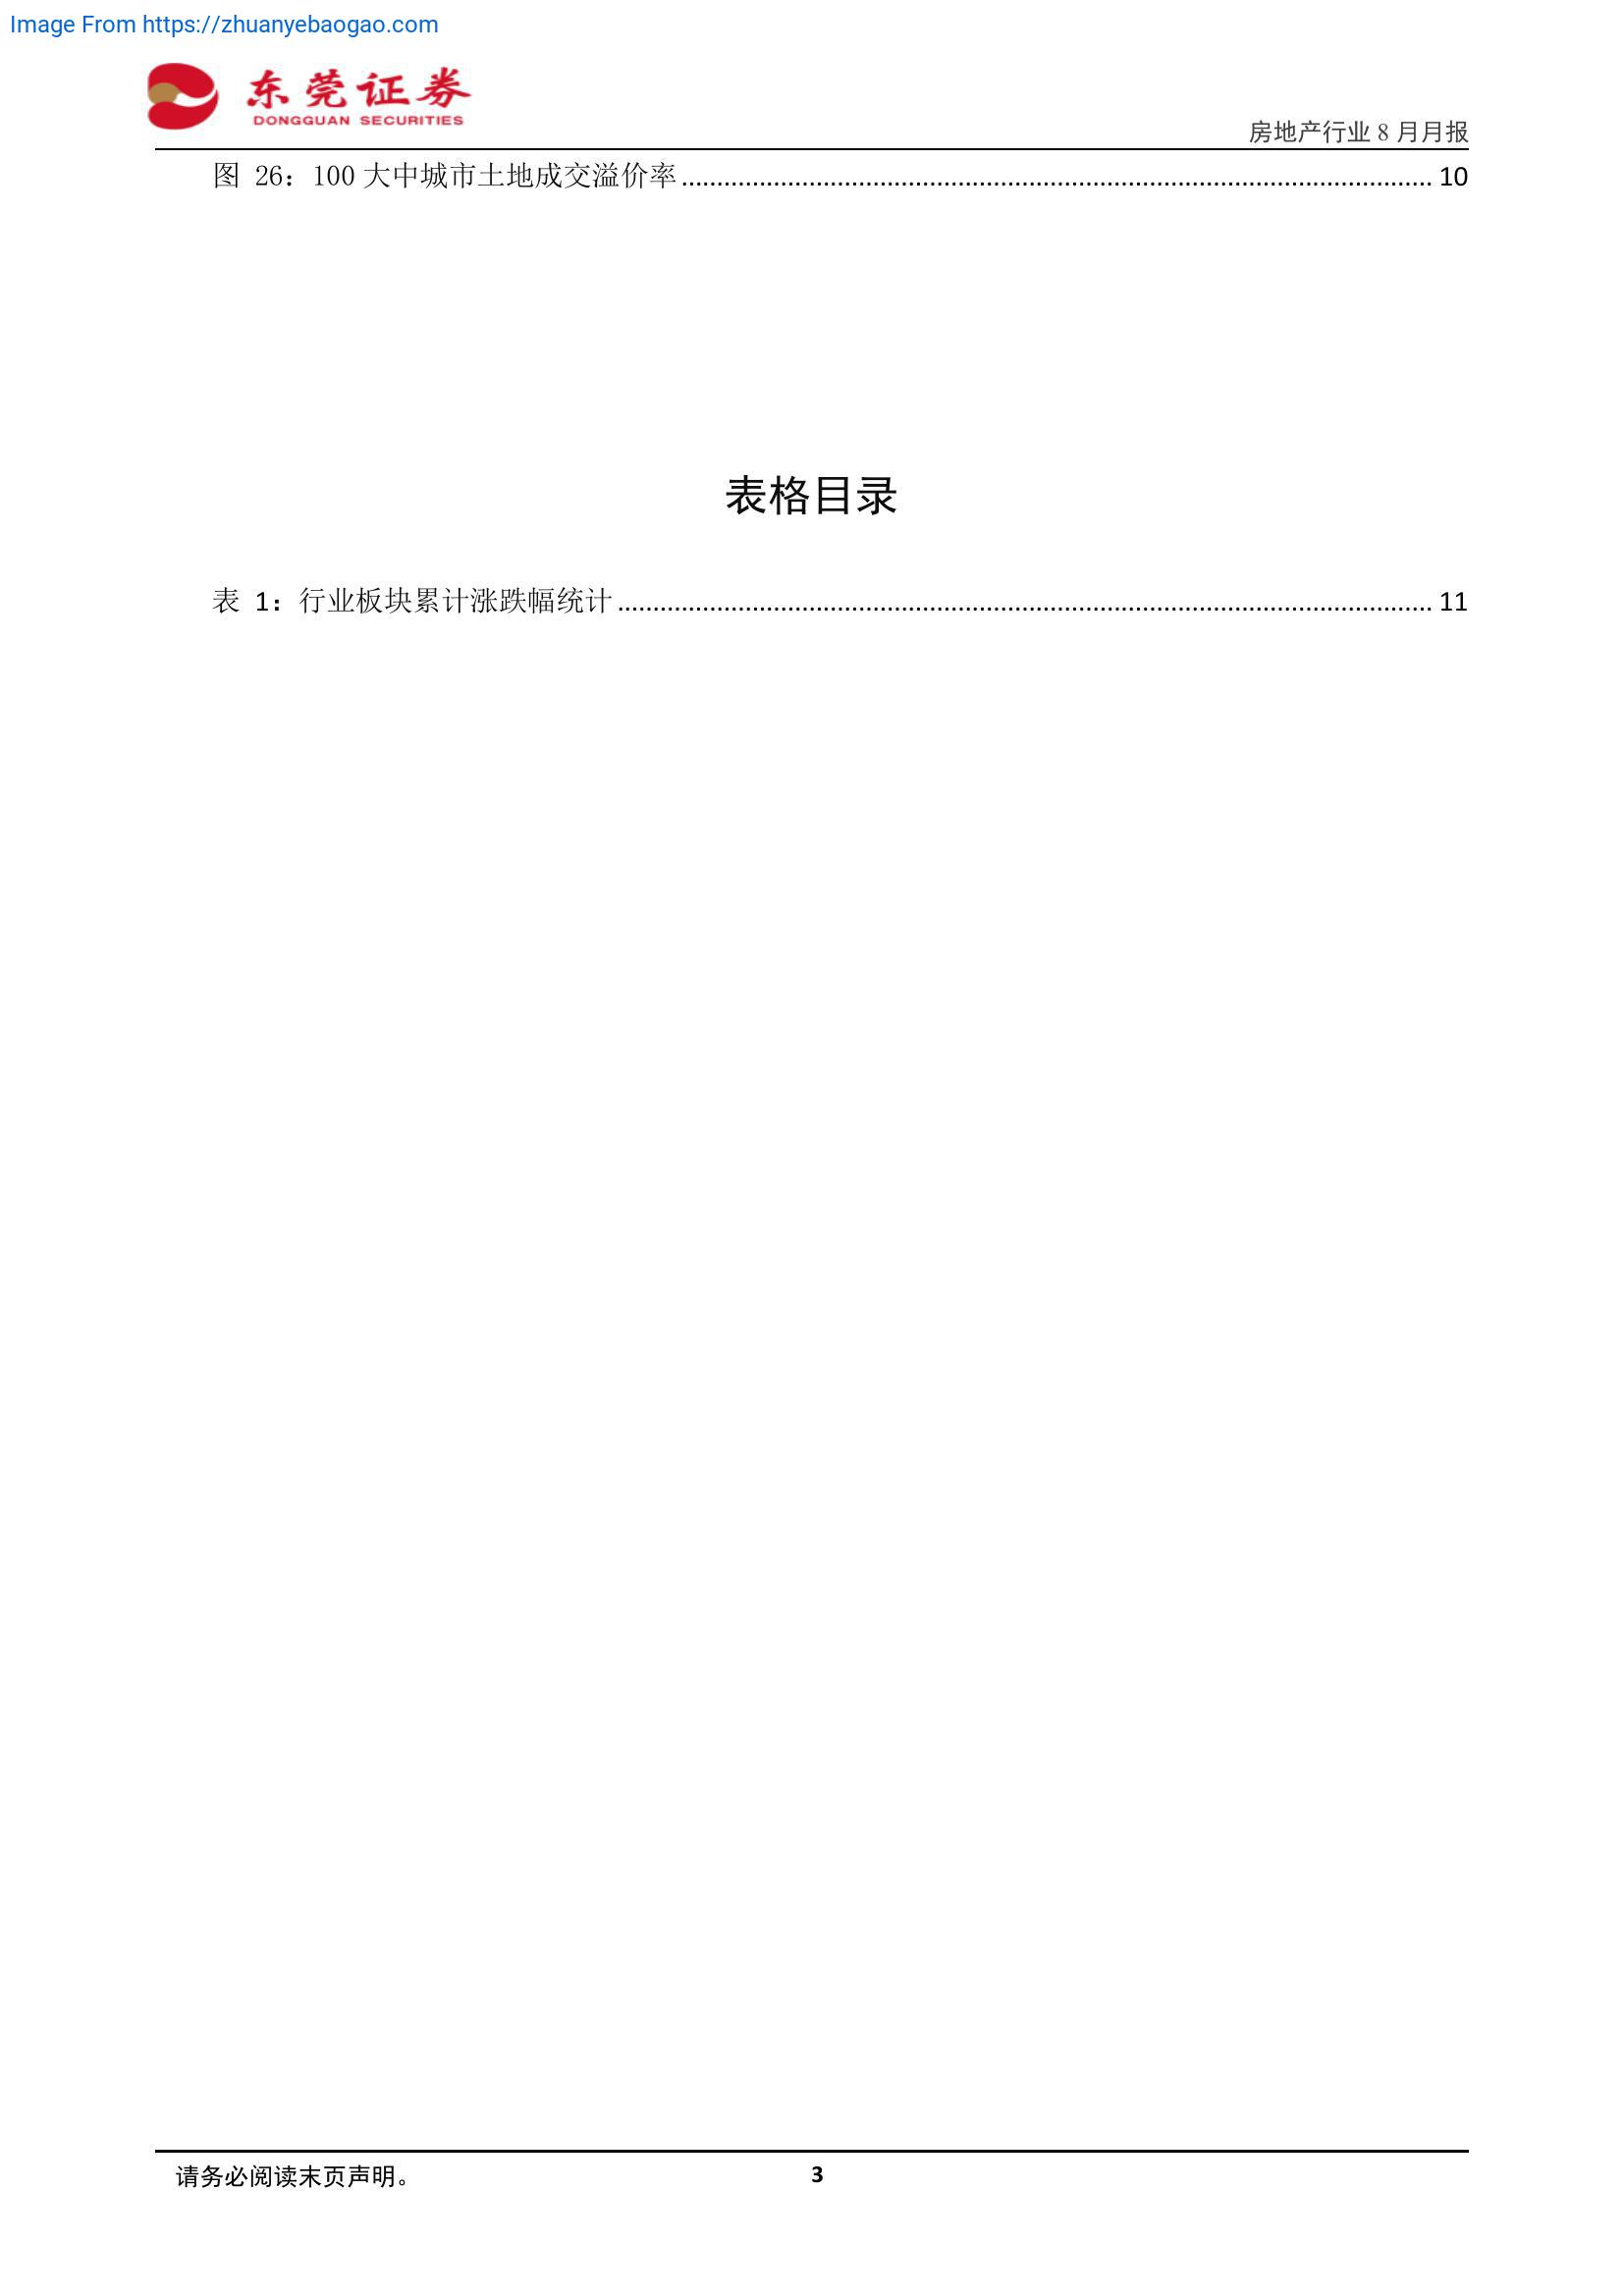 Image From https://zhuanyebaogao.com
东莞证券
DONGGUAN SECURITIES
房地产行业 8 月月报
图 26：100 大中城市土地成交溢价率........................................................................................................ 10
表格目录
表 1：行业板块累计涨跌幅统计................................................................................................................. 11
请务必阅读末页声明。 3